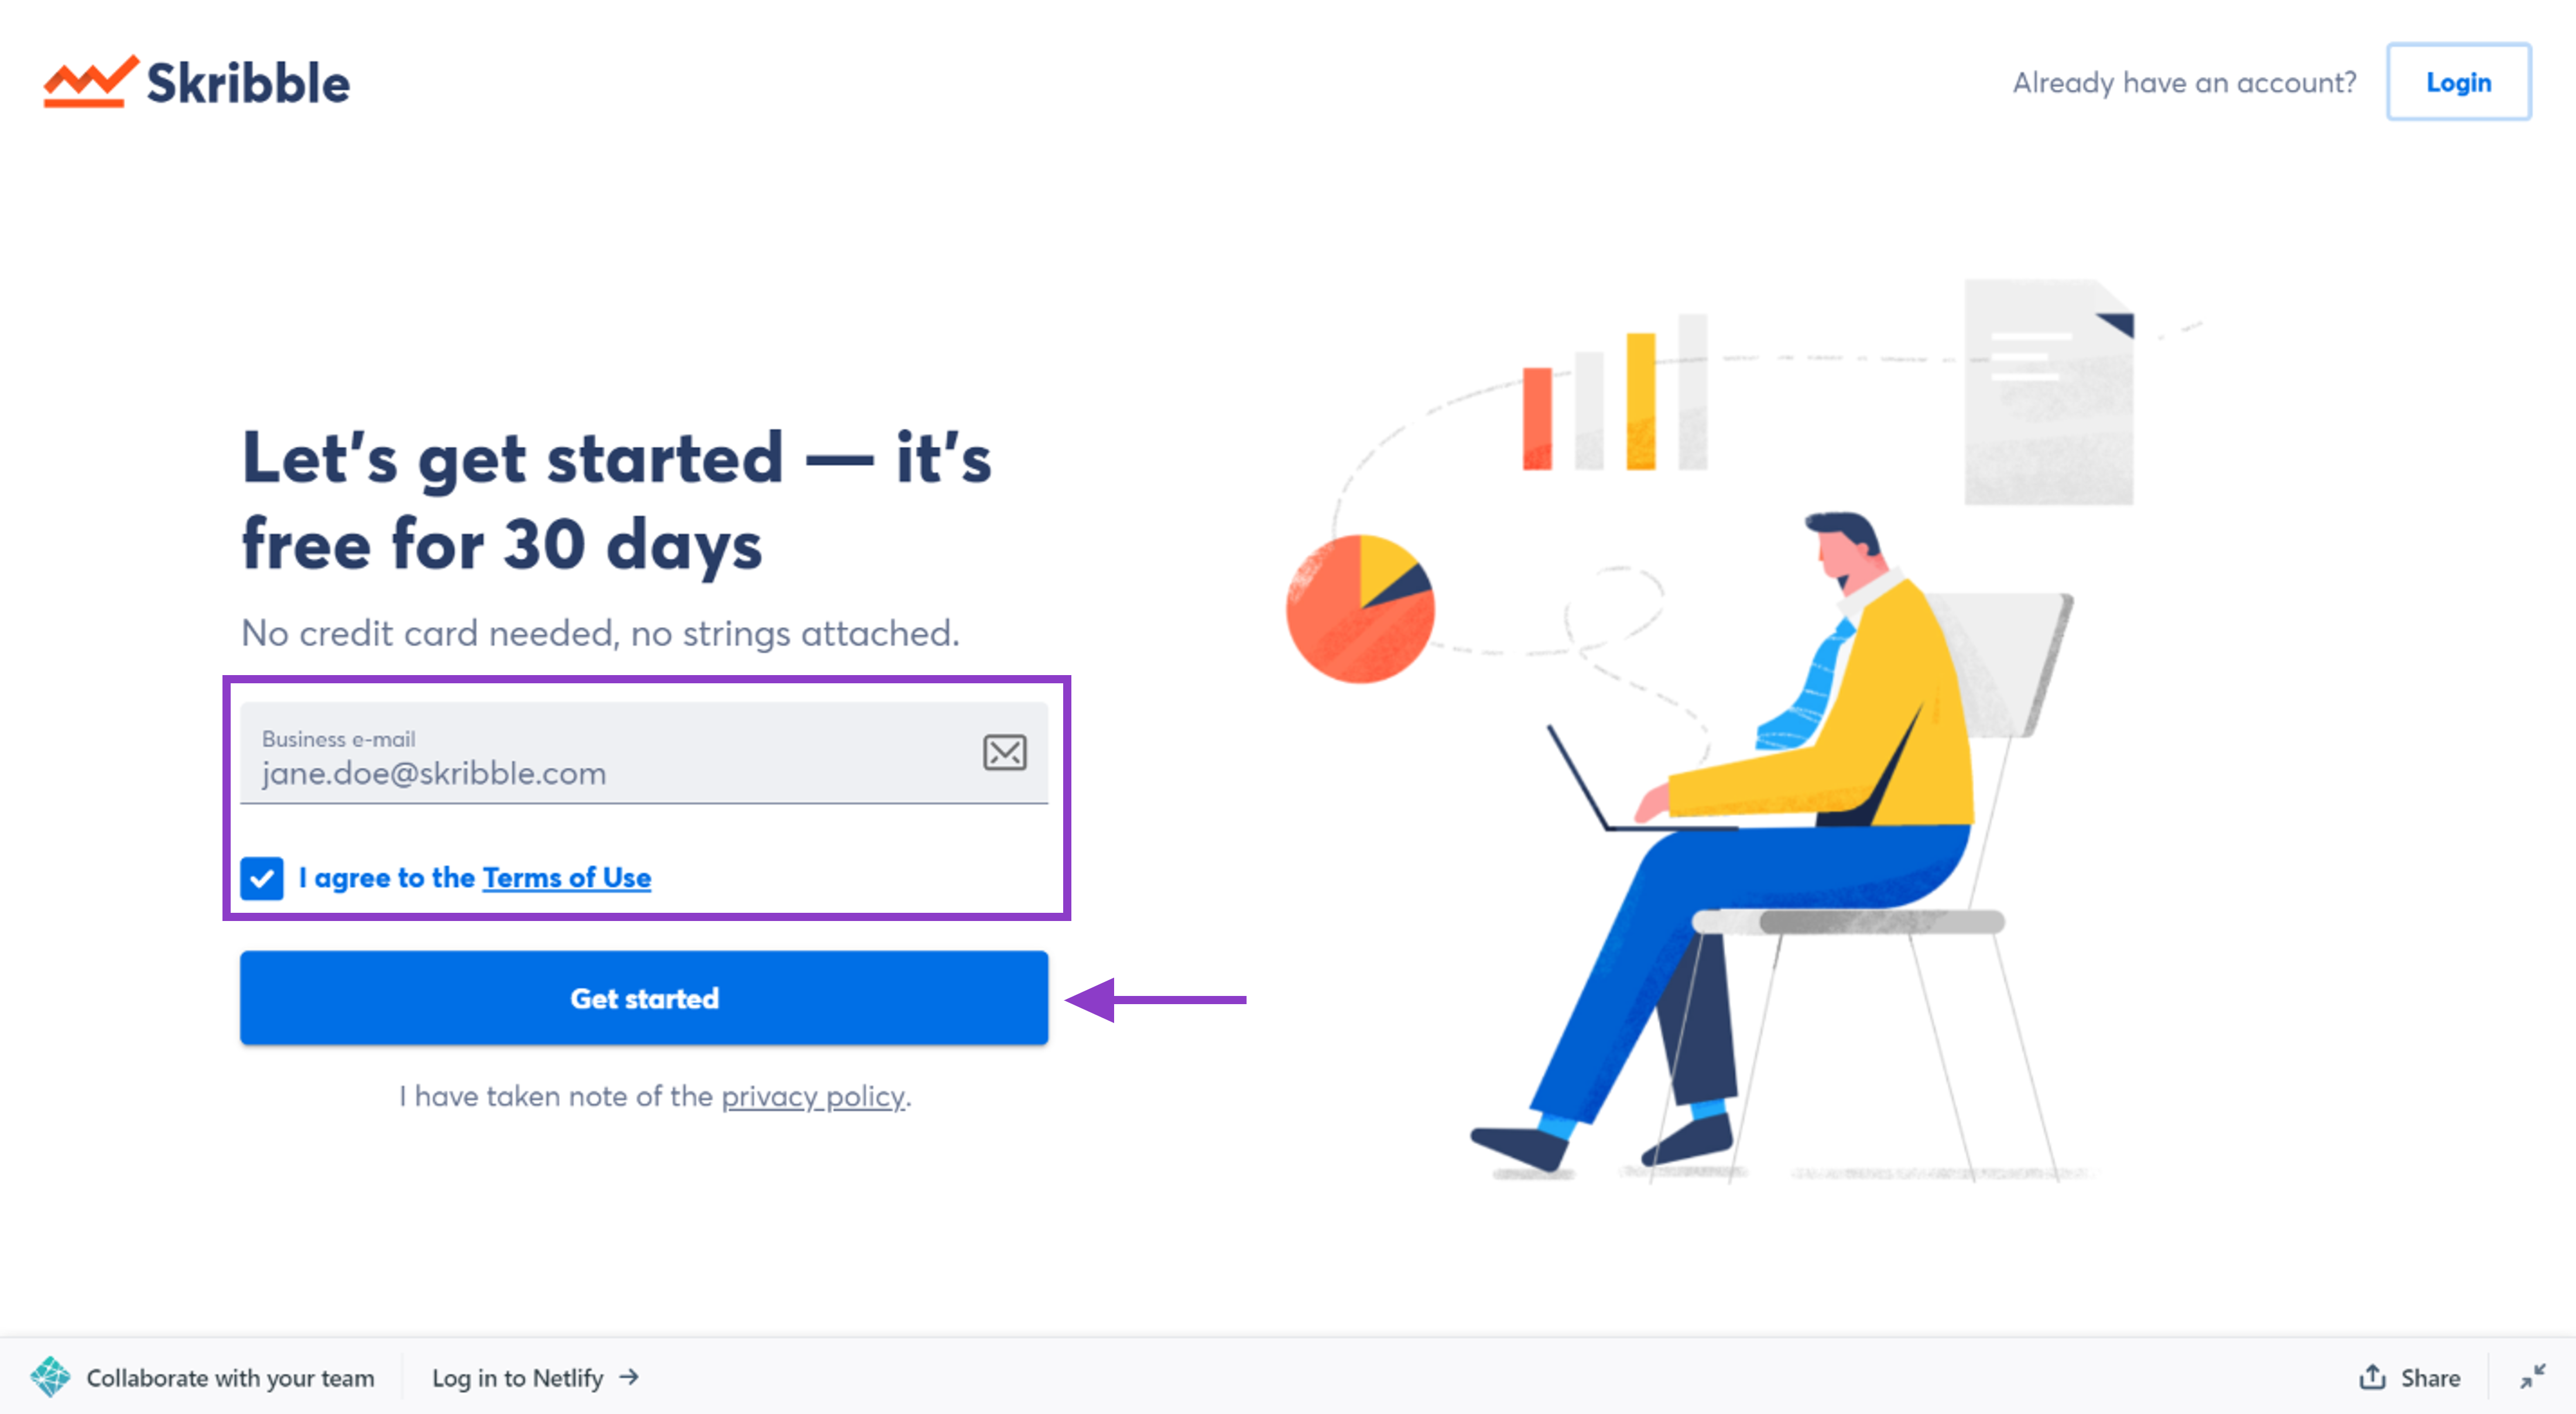 Skribble
Already have an account?
Login
Let's get started — it's
free for 30 days
No credit card needed, no strings attached.
Business e-mail
jane.doe@skribble.com
I agree to the Terms of Use
Get started
I have taken note of the privacy policy.
Collaborate with your team
Log in to Netlify →
Share